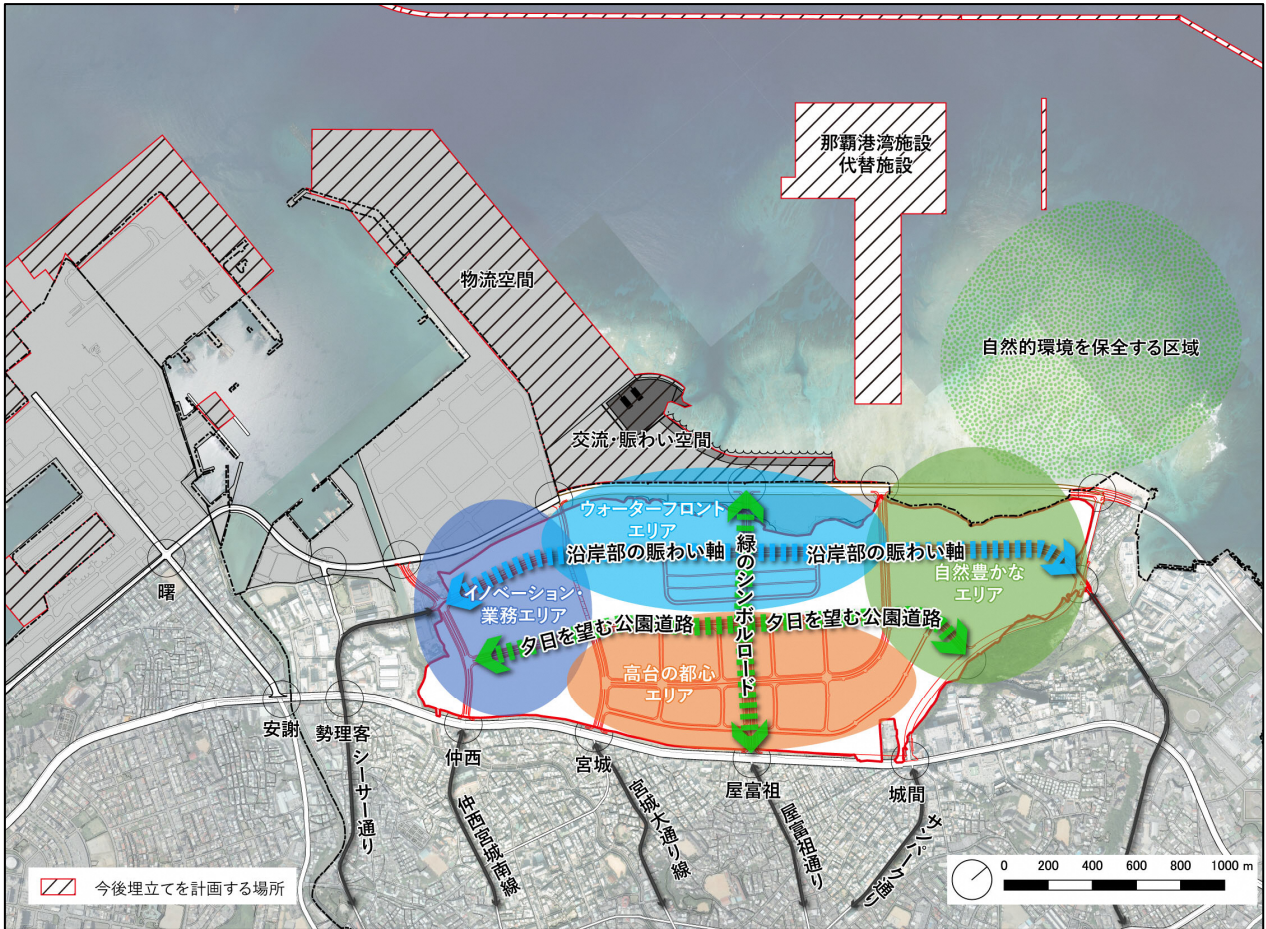 那覇港湾施設
代替施設
物流空間
自然的環境を保全する区域
交流・賑わい空間
ウォーターフロント
エリア
沿岸部の賑わい軸
沿岸部の賑わい軸
緑のシンボルロード
自然豊かな
エリア
イノベーション・
業務エリア
夕日を望む公園道路
夕日を望む公園道路
高台の都心
エリア
曙
安謝
勢理客
シーサー通り
仲西
仲西宮城南線
宮城
宮城大通り線
屋富祖
屋富祖通り
城間
サンパーク通り
今後埋立てを計画する場所
0 200 400 600 800 1000 m